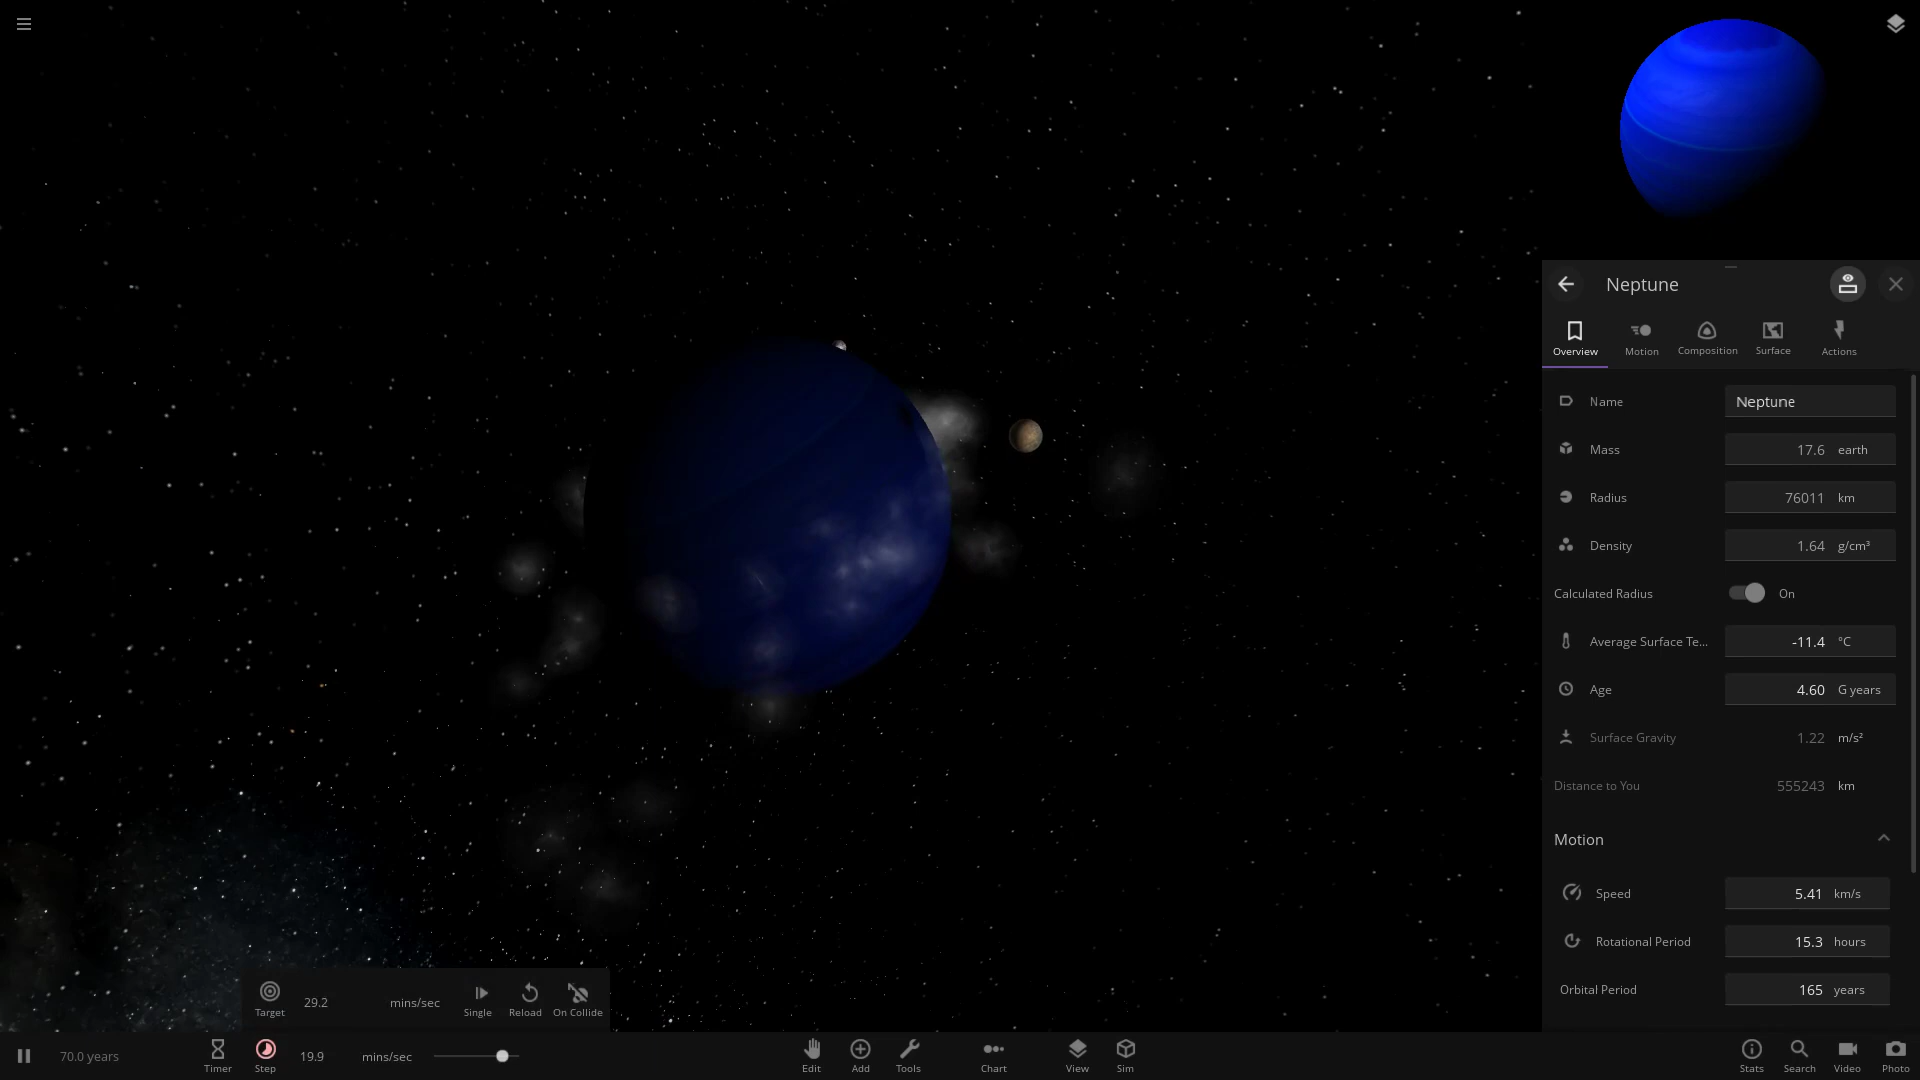 Neptune
Overview
Motion
Composition
Surface
Actions
Name Neptune
Mass 17.6 earth
Radius 76011 km
Density 1.64 g/cm³
Calculated Radius On
Average Surface Te... -11.4 °C
Age 4.60 G years
Surface Gravity 1.22 m/s²
Distance to You 555243 km
Motion
Speed 5.41 km/s
Rotational Period 15.3 hours
Orbital Period 165 years
Target 29.2 mins/sec Single Reload On Collide
70.0 years Timer Step 19.9 mins/sec Edit Add Tools Chart View Sim Stats Search Video Photo